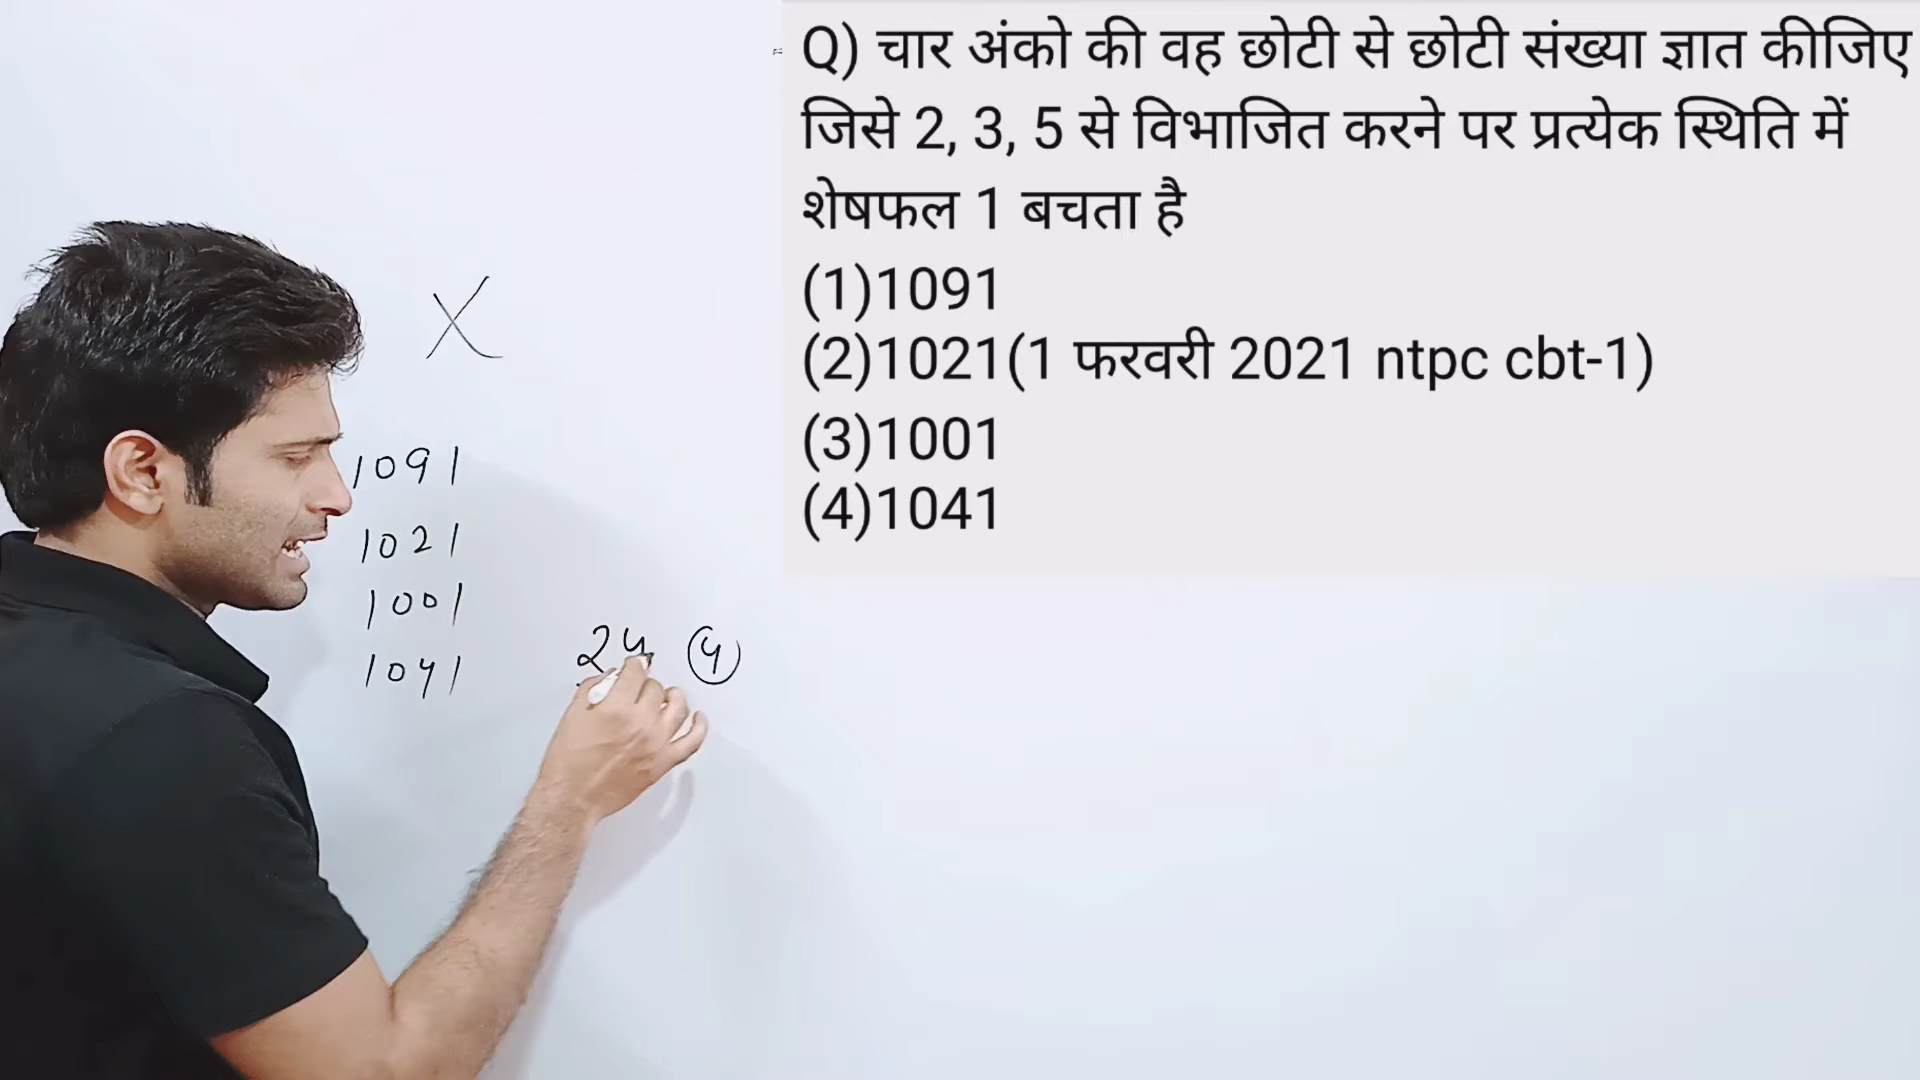 Q) चार अंको की वह छोटी से छोटी संख्या ज्ञात कीजिए
जिसे 2, 3, 5 से विभाजित करने पर प्रत्येक स्थिति में
शेषफल 1 बचता है
(1)1091
(2)1021(1 फरवरी 2021 ntpc cbt-1)
(3)1001
(4)1041
X
1091
1021
1001
1041
24 (4)